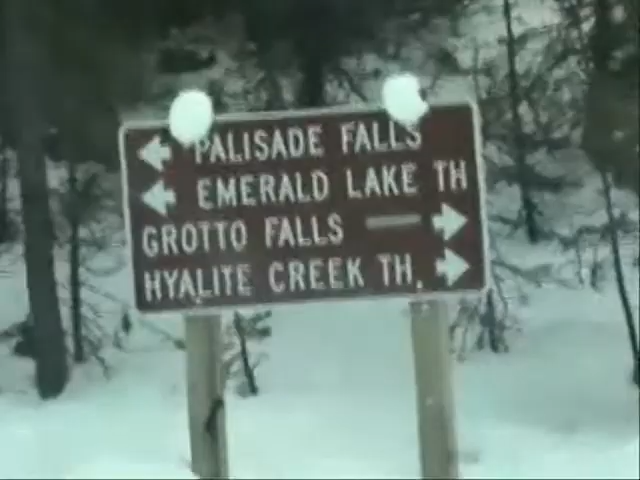 PALISADE FALLS
EMERALD LAKE TH
GROTTO FALLS
HYALITE CREEK TH.